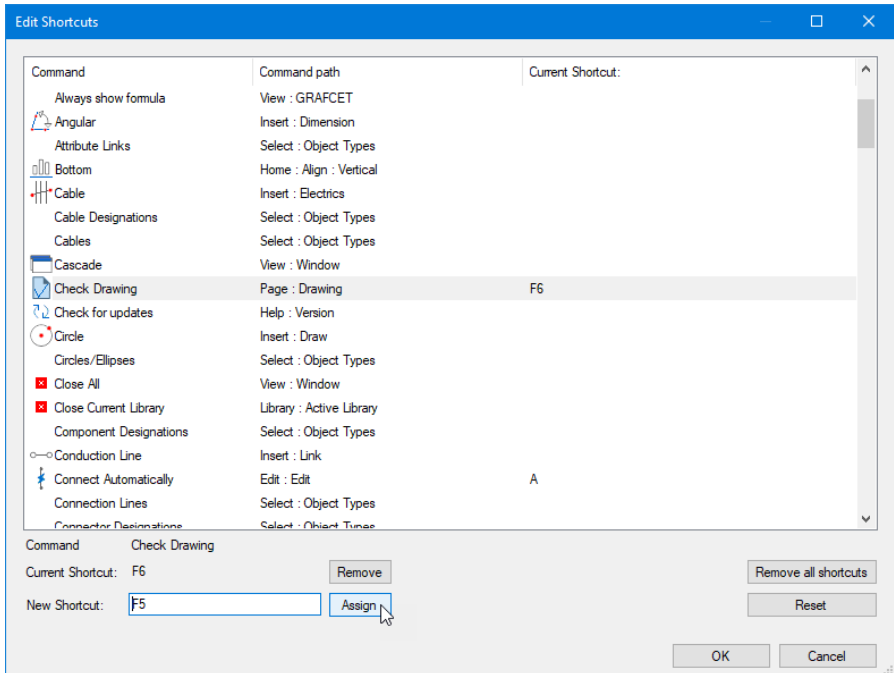 Edit Shortcuts
Command Command path Current Shortcut:
Always show formula View : GRAFCET
Angular Insert : Dimension
Attribute Links Select : Object Types
Bottom Home : Align : Vertical
Cable Insert : Electrics
Cable Designations Select : Object Types
Cables Select : Object Types
Cascade View : Window
Check Drawing Page : Drawing F6
Check for updates Help : Version
Circle Insert : Draw
Circles/Ellipses Select : Object Types
Close All View : Window
Close Current Library Library : Active Library
Component Designations Select : Object Types
Conduction Line Insert : Link
Connect Automatically Edit : Edit A
Connection Lines Select : Object Types
Connector Designations Select : Object Types
Command Check Drawing
Current Shortcut: F6 Remove Remove all shortcuts
New Shortcut: F5 Assign Reset
OK Cancel